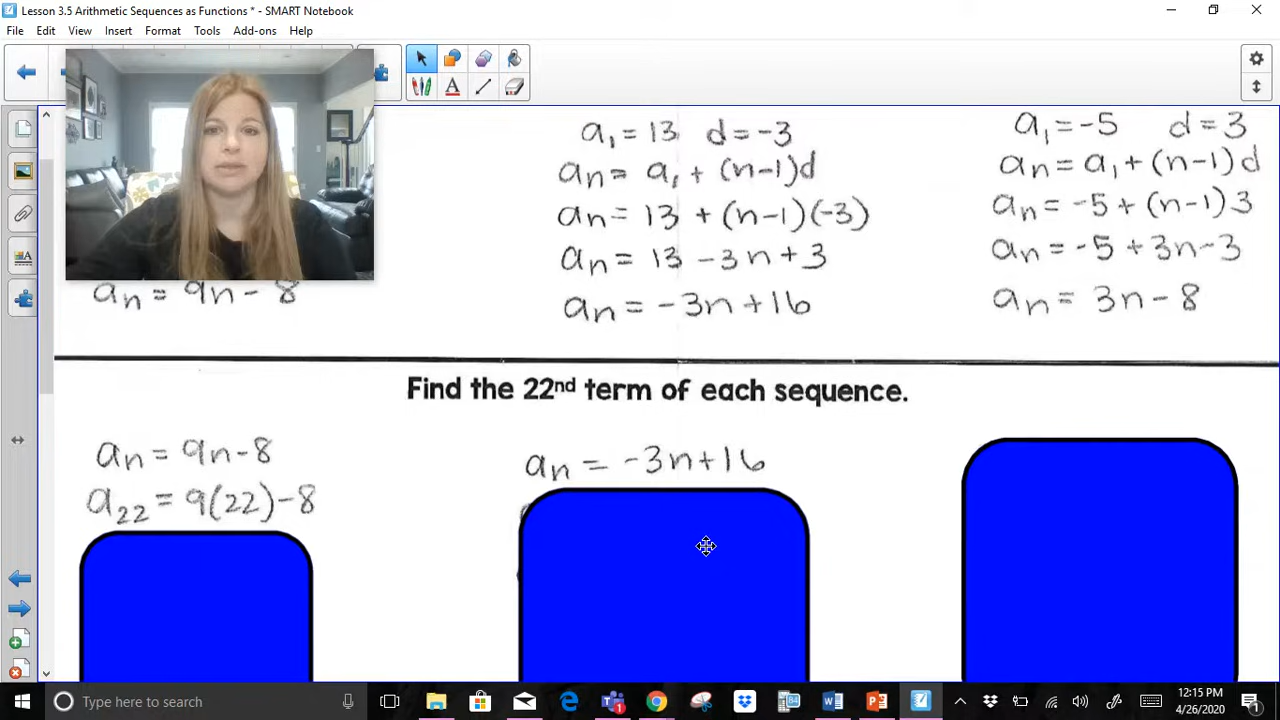 Lesson 3.5 Arithmetic Sequences as Functions * - SMART Notebook
File Edit View Insert Format Tools Add-ons Help
a₁ = 13 d = -3
aₙ = a₁ + (n-1)d
aₙ = 13 + (n-1)(-3)
aₙ = 13 - 3n + 3
aₙ = -3n + 16
a₁ = -5 d = 3
aₙ = a₁ + (n-1)d
aₙ = -5 + (n-1)3
aₙ = -5 + 3n - 3
aₙ = 3n - 8
aₙ = 9n - 8
Find the 22nd term of each sequence.
aₙ = 9n-8
a₂₂ = 9(22)-8
aₙ = -3n+16
Type here to search
12:15 PM
4/26/2020